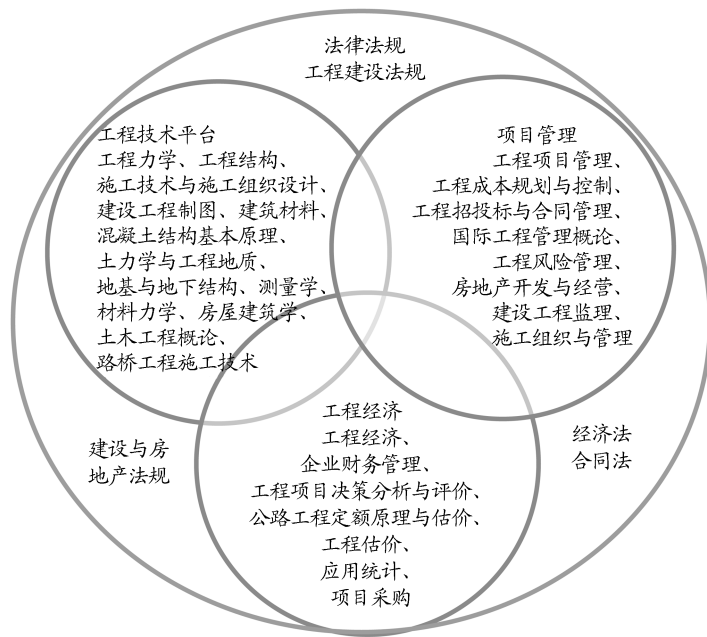 法律法规
工程建设法规
工程技术平台
工程力学、工程结构、
施工技术与施工组织设计、
建设工程制图、建筑材料、
混凝土结构基本原理、
土力学与工程地质、
地基与地下结构、测量学、
材料力学、房屋建筑学、
土木工程概论、
路桥工程施工技术
项目管理
工程项目管理、
工程成本规划与控制、
工程招投标与合同管理、
国际工程管理概论、
工程风险管理、
房地产开发与经营、
建设工程监理、
施工组织与管理
建设与房
地产法规
工程经济
工程经济、
企业财务管理、
工程项目决策分析与评价、
公路工程定额原理与估价、
工程估价、
应用统计、
项目采购
经济法
合同法